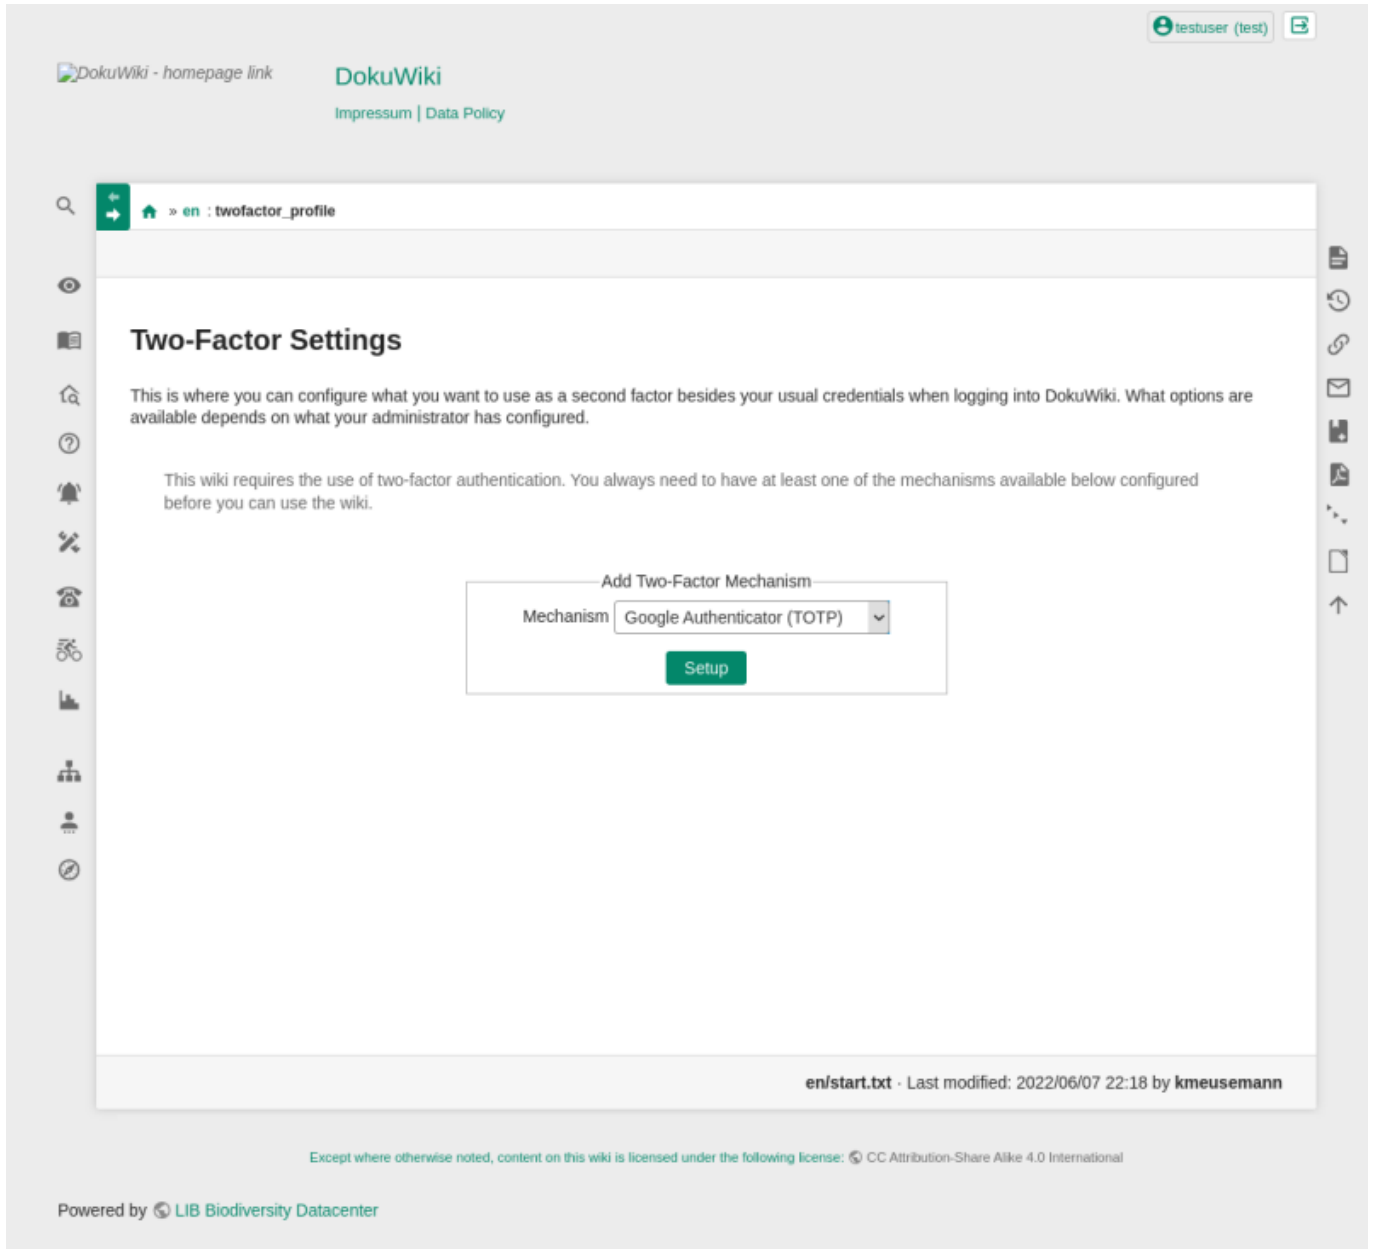 testuser (test)
DokuWiki - homepage link
DokuWiki
Impressum | Data Policy
» en : twofactor_profile
Two-Factor Settings
This is where you can configure what you want to use as a second factor besides your usual credentials when logging into DokuWiki. What options are
available depends on what your administrator has configured.
This wiki requires the use of two-factor authentication. You always need to have at least one of the mechanisms available below configured
before you can use the wiki.
Add Two-Factor Mechanism
Mechanism Google Authenticator (TOTP)
Setup
en/start.txt · Last modified: 2022/06/07 22:18 by kmeusemann
Except where otherwise noted, content on this wiki is licensed under the following license: CC Attribution-Share Alike 4.0 International
Powered by LIB Biodiversity Datacenter